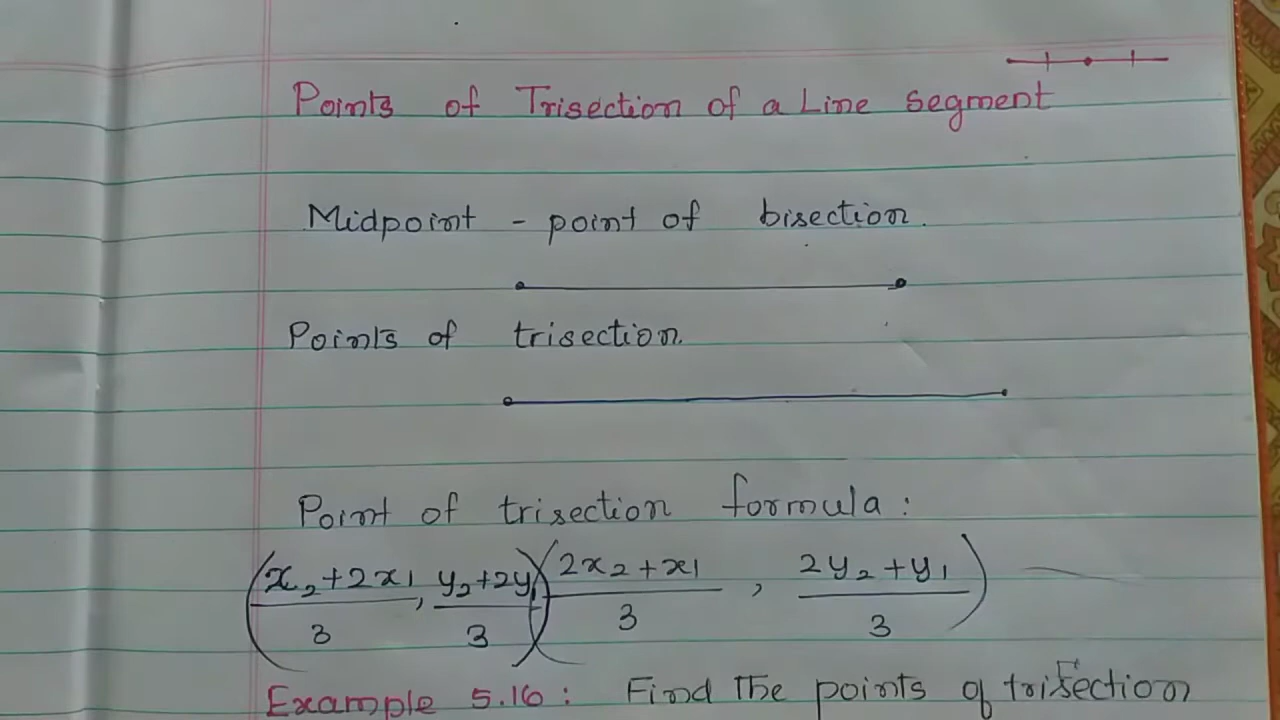 Points of Trisection of a Line segment
Midpoint - point of bisection.
Points of trisection.
Point of trisection formula :
(x₂+2x₁/3, y₂+2y₁/3) (2x₂+x₁/3, 2y₂+y₁/3)
Example 5.16 : Find The points of trisection